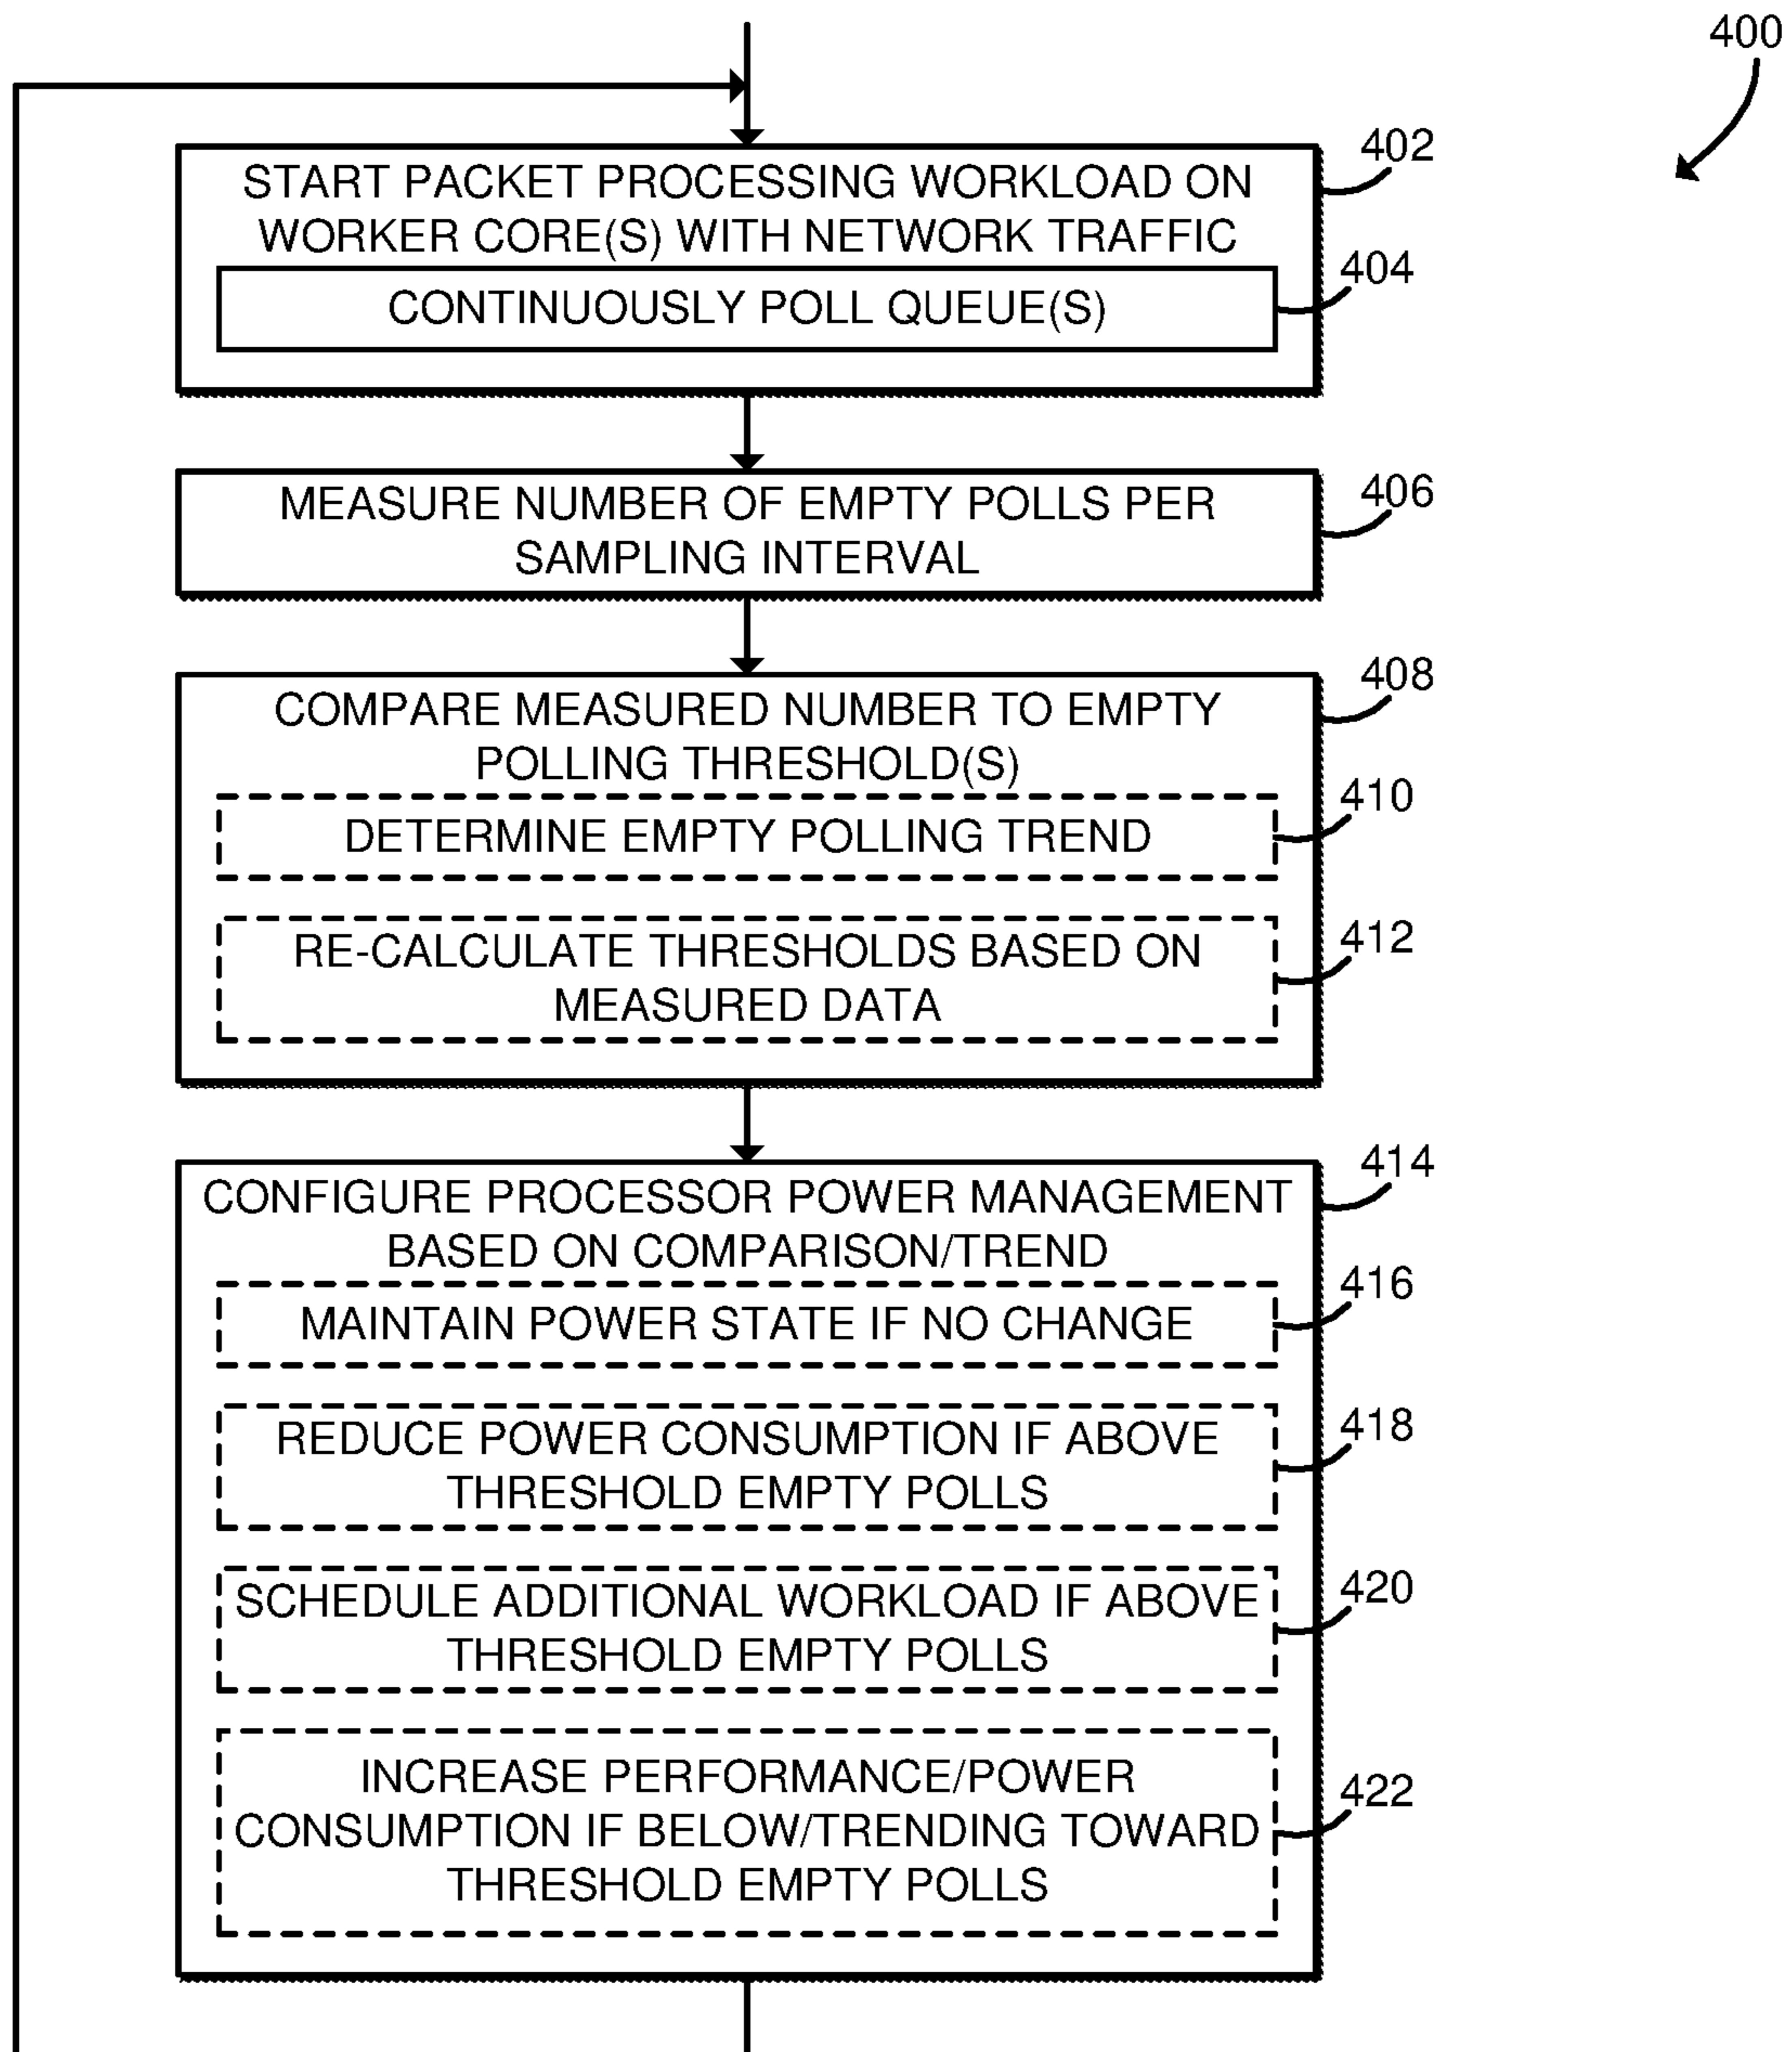 400
402
START PACKET PROCESSING WORKLOAD ON
WORKER CORE(S) WITH NETWORK TRAFFIC
404
CONTINUOUSLY POLL QUEUE(S)
406
MEASURE NUMBER OF EMPTY POLLS PER
SAMPLING INTERVAL
408
COMPARE MEASURED NUMBER TO EMPTY
POLLING THRESHOLD(S)
410
DETERMINE EMPTY POLLING TREND
412
RE-CALCULATE THRESHOLDS BASED ON
MEASURED DATA
414
CONFIGURE PROCESSOR POWER MANAGEMENT
BASED ON COMPARISON/TREND
416
MAINTAIN POWER STATE IF NO CHANGE
418
REDUCE POWER CONSUMPTION IF ABOVE
THRESHOLD EMPTY POLLS
420
SCHEDULE ADDITIONAL WORKLOAD IF ABOVE
THRESHOLD EMPTY POLLS
422
INCREASE PERFORMANCE/POWER
CONSUMPTION IF BELOW/TRENDING TOWARD
THRESHOLD EMPTY POLLS